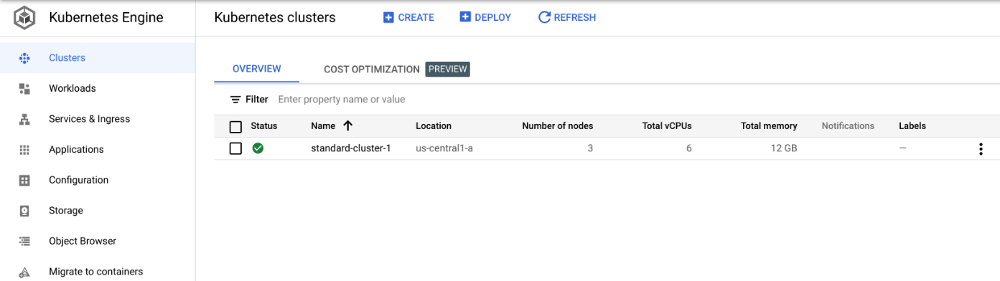 Kubernetes Engine
Kubernetes clusters
CREATE
DEPLOY
REFRESH
Clusters
Workloads
Services & Ingress
Applications
Configuration
Storage
Object Browser
Migrate to containers
OVERVIEW
COST OPTIMIZATION PREVIEW
Filter Enter property name or value
Status Name Location Number of nodes Total vCPUs Total memory Notifications Labels
standard-cluster-1 us-central1-a 3 6 12 GB —